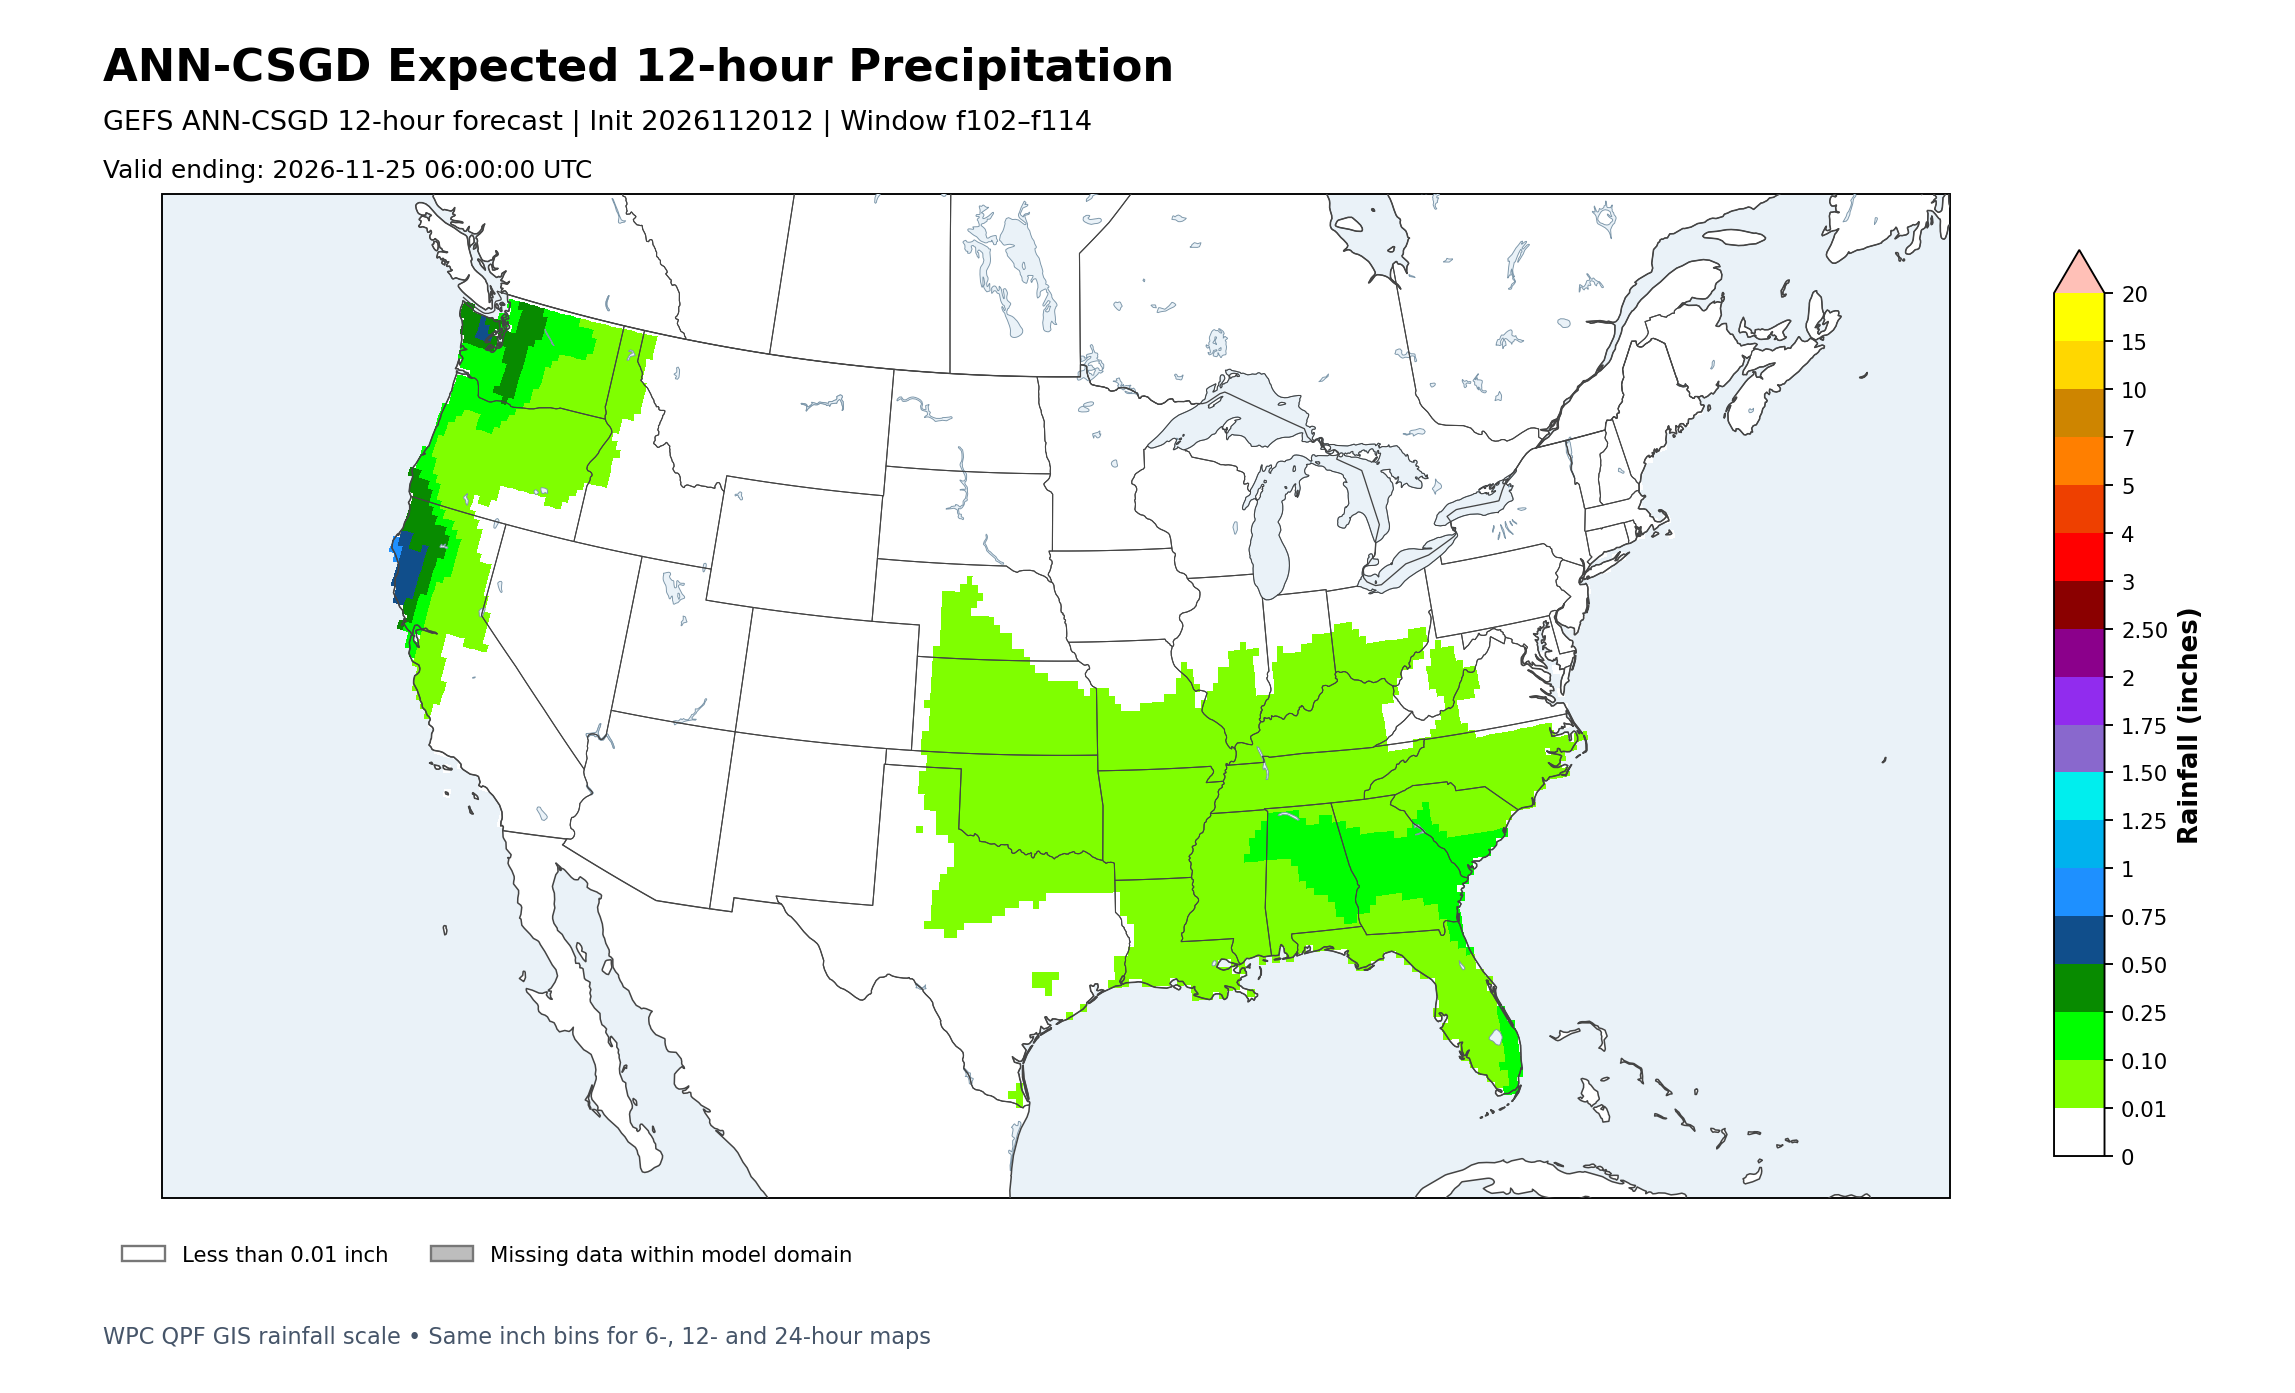 ANN-CSGD Expected 12-hour Precipitation
GEFS ANN-CSGD 12-hour forecast | Init 2026112012 | Window f102–f114
Valid ending: 2026-11-25 06:00:00 UTC
20
15
10
7
5
4
3
2.50
2
1.75
1.50
1.25
1
0.75
0.50
0.25
0.10
0.01
0
Rainfall (inches)
Less than 0.01 inch
Missing data within model domain
WPC QPF GIS rainfall scale • Same inch bins for 6-, 12- and 24-hour maps